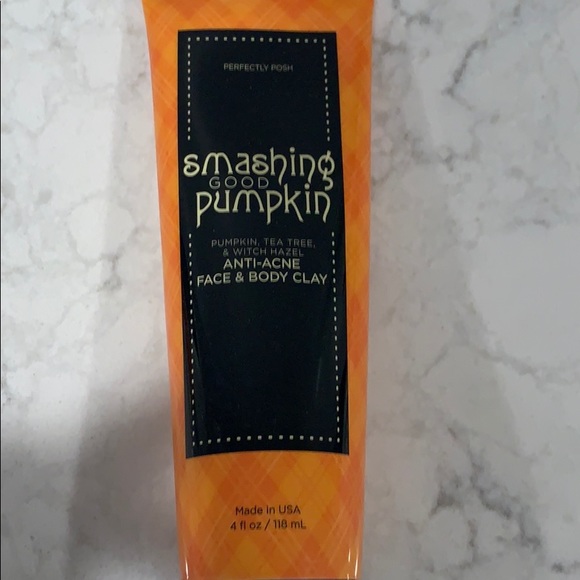 PERFECTLY POSH
smashing
GOOD
pumpkin
PUMPKIN, TEA TREE,
& WITCH HAZEL
ANTI-ACNE
FACE & BODY CLAY
Made in USA
4 fl oz / 118 mL